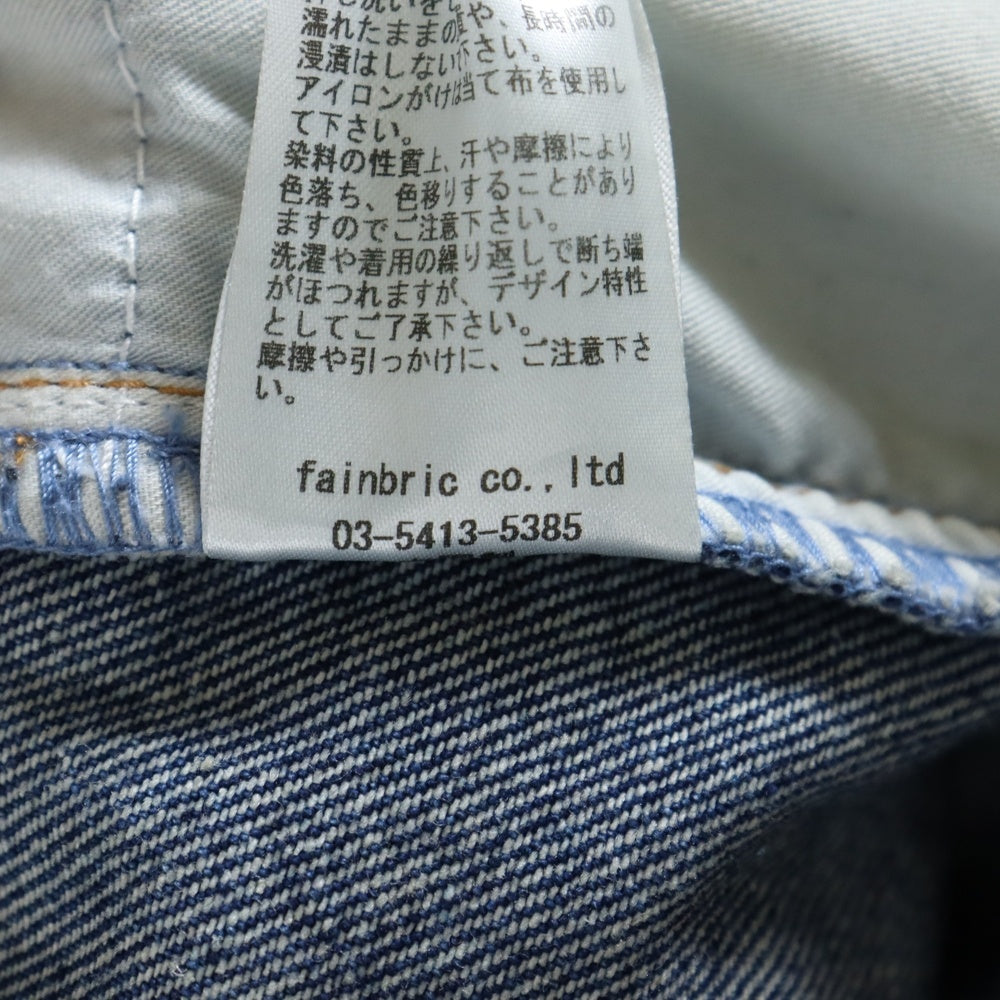 濡れたままの放置や、長時間の
浸漬はしない下さい。
アイロンがけは当て布を使用し
て下さい。
染料の性質上、汗や摩擦により
色落ち、色移りすることがあり
ますのでご注意下さい。
洗濯や着用の繰り返しで断ち端
がほつれますが、デザイン特性
としてご了承下さい。
摩擦や引っかけに、ご注意下さ
い。
fainbric co., ltd
03-5413-5385